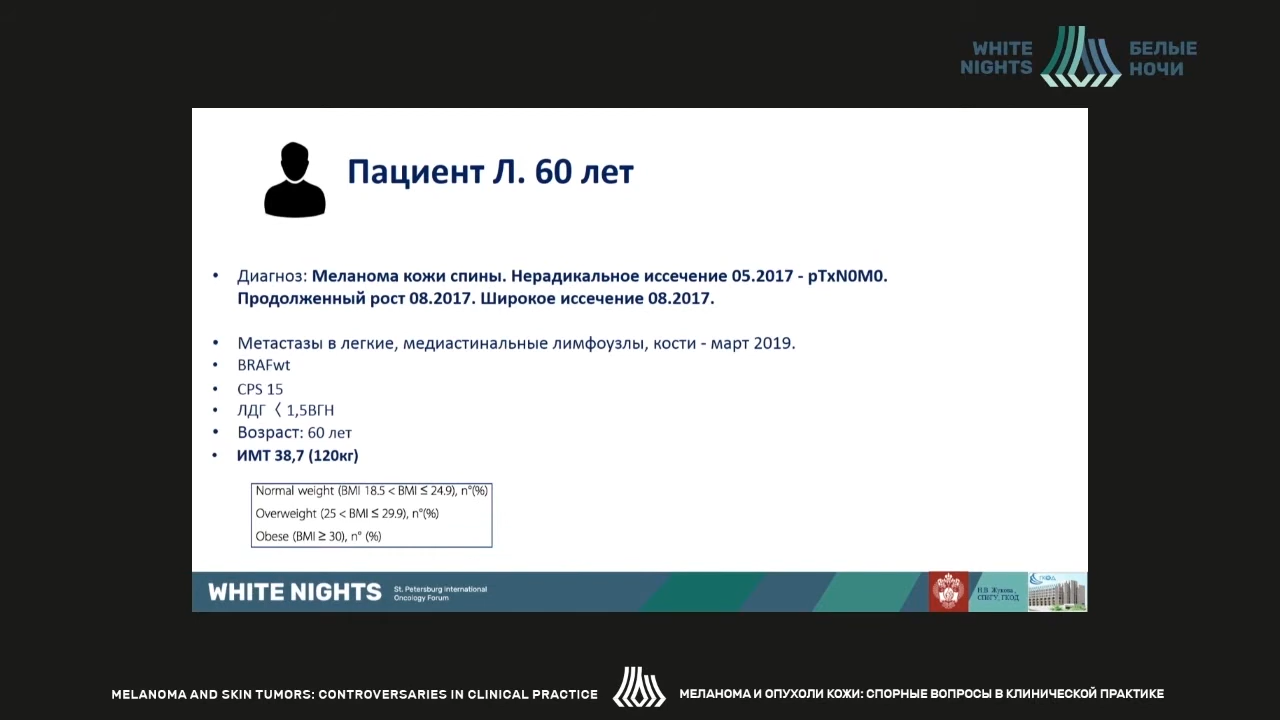 WHITE
NIGHTS
БЕЛЫЕ
НОЧИ
Пациент Л. 60 лет
• Диагноз: Меланома кожи спины. Нерадикальное иссечение 05.2017 - pTxN0M0.
Продолженный рост 08.2017. Широкое иссечение 08.2017.
• Метастазы в легкие, медиастинальные лимфоузлы, кости - март 2019.
• BRAFwt
• CPS 15
• ЛДГ 〈 1,5ВГН
• Возраст: 60 лет
• ИМТ 38,7 (120кг)
Normal weight (BMI 18.5 < BMI ≤ 24.9), n°(%)
Overweight (25 < BMI ≤ 29.9), n°(%)
Obese (BMI ≥ 30), n° (%)
WHITE NIGHTS
St. Petersburg International
Oncology Forum
Н.В. Жукова,
СПбГУ, ГКОД
MELANOMA AND SKIN TUMORS: CONTROVERSARIES IN CLINICAL PRACTICE
МЕЛАНОМА И ОПУХОЛИ КОЖИ: СПОРНЫЕ ВОПРОСЫ В КЛИНИЧЕСКОЙ ПРАКТИКЕ